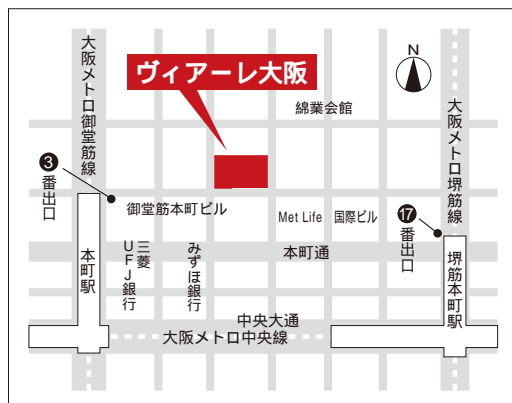 大阪メトロ御堂筋線
ヴィアーレ大阪
N
綿業会館
大阪メトロ堺筋線
3
番出口
御堂筋本町ビル
Met Life
国際ビル
17
番出口
本町駅
三菱
UFJ銀行
みずほ銀行
本町通
堺筋本町駅
中央大通
大阪メトロ中央線